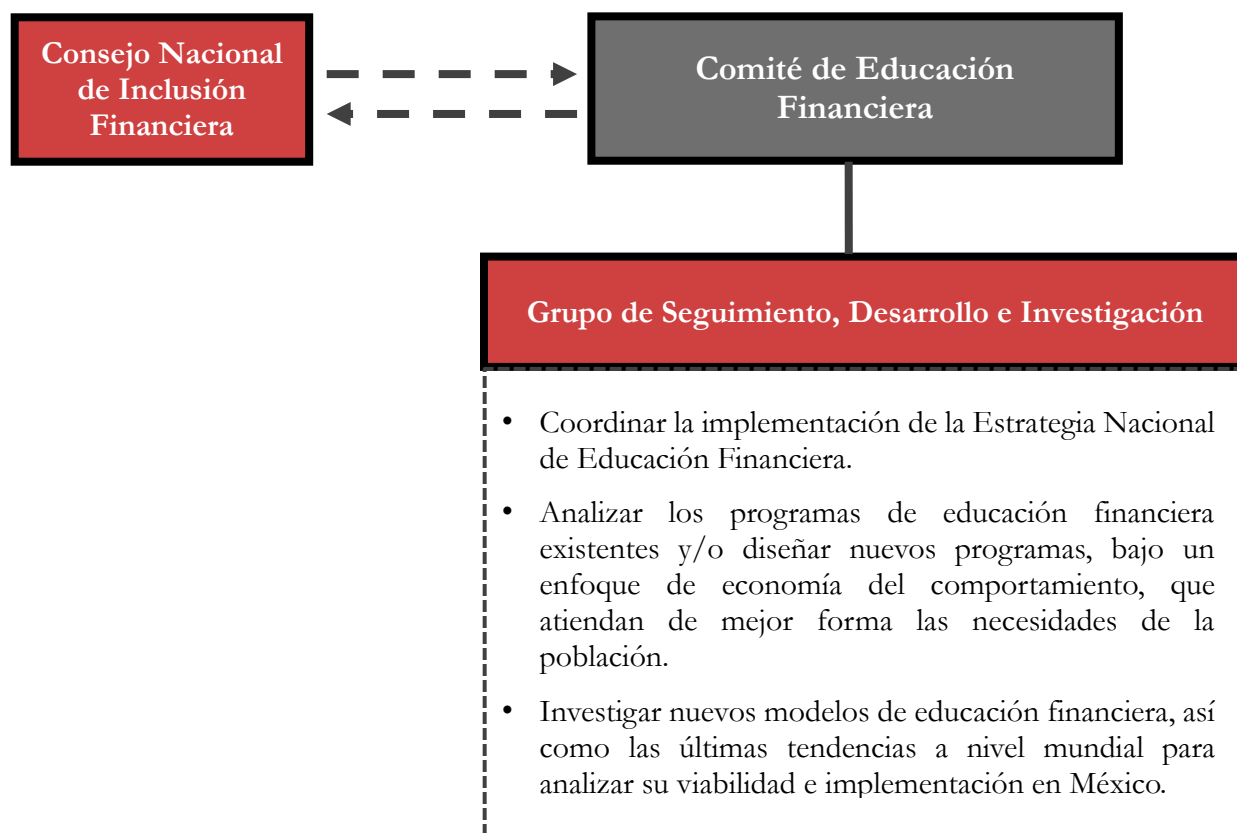 Consejo Nacional
de Inclusión
Financiera
Comité de Educación
Financiera
Grupo de Seguimiento, Desarrollo e Investigación
• Coordinar la implementación de la Estrategia Nacional
de Educación Financiera.
• Analizar los programas de educación financiera
existentes y/o diseñar nuevos programas, bajo un
enfoque de economía del comportamiento, que
atiendan de mejor forma las necesidades de la
población.
• Investigar nuevos modelos de educación financiera, así
como las últimas tendencias a nivel mundial para
analizar su viabilidad e implementación en México.